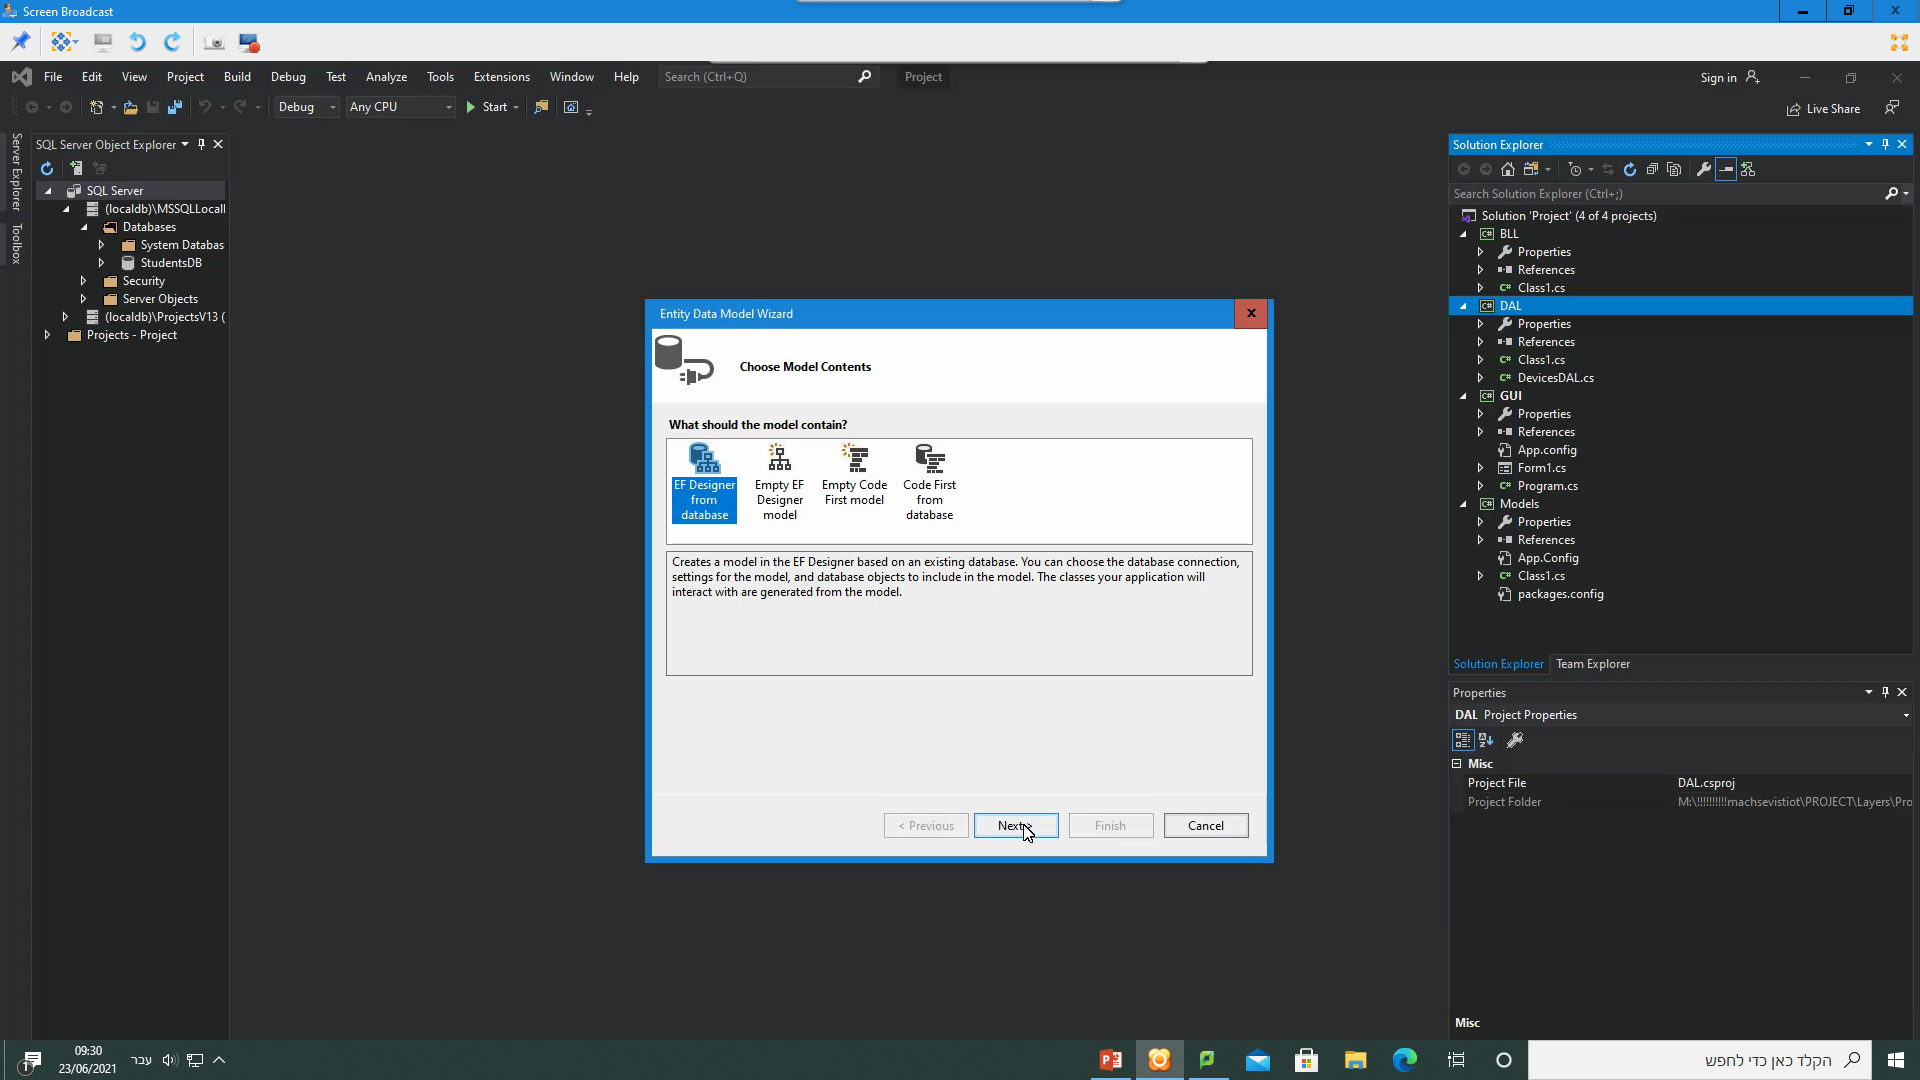 Screen Broadcast
File Edit View Project Build Debug Test Analyze Tools Extensions Window Help Search (Ctrl+Q) Project Sign in
Debug Any CPU Start Live Share
Server Explorer
Toolbox
SQL Server Object Explorer
SQL Server
(localdb)\MSSQLLocall
Databases
System Databas
StudentsDB
Security
Server Objects
(localdb)\ProjectsV13 (
Projects - Project
Entity Data Model Wizard
Choose Model Contents
What should the model contain?
EF Designer from database
Empty EF Designer model
Empty Code First model
Code First from database
Creates a model in the EF Designer based on an existing database. You can choose the database connection,
settings for the model, and database objects to include in the model. The classes your application will
interact with are generated from the model.
< Previous Next > Finish Cancel
Solution Explorer
Search Solution Explorer (Ctrl+;)
Solution 'Project' (4 of 4 projects)
BLL
Properties
References
Class1.cs
DAL
Properties
References
Class1.cs
DevicesDAL.cs
GUI
Properties
References
App.config
Form1.cs
Program.cs
Models
Properties
References
App.Config
Class1.cs
packages.config
Solution Explorer Team Explorer
Properties
DAL Project Properties
Misc
Project File DAL.csproj
Project Folder M:\!!!!!!!!!!machsevistiot\PROJECT\Layers\Pro
Misc
09:30
23/06/2021
עבר
הקלד כאן כדי לחפש